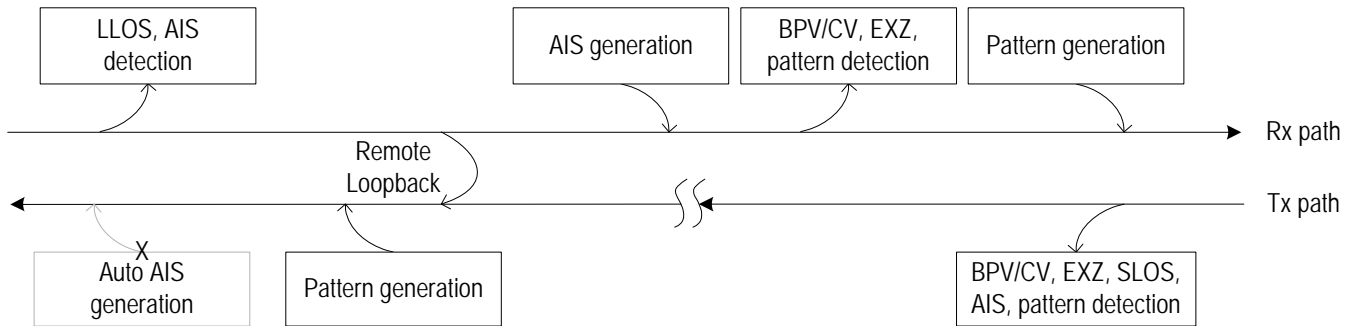 LLOS, AIS
detection
AIS generation
BPV/CV, EXZ,
pattern detection
Pattern generation
Rx path
Remote
Loopback
Tx path
X
Auto AIS
generation
Pattern generation
BPV/CV, EXZ, SLOS,
AIS, pattern detection